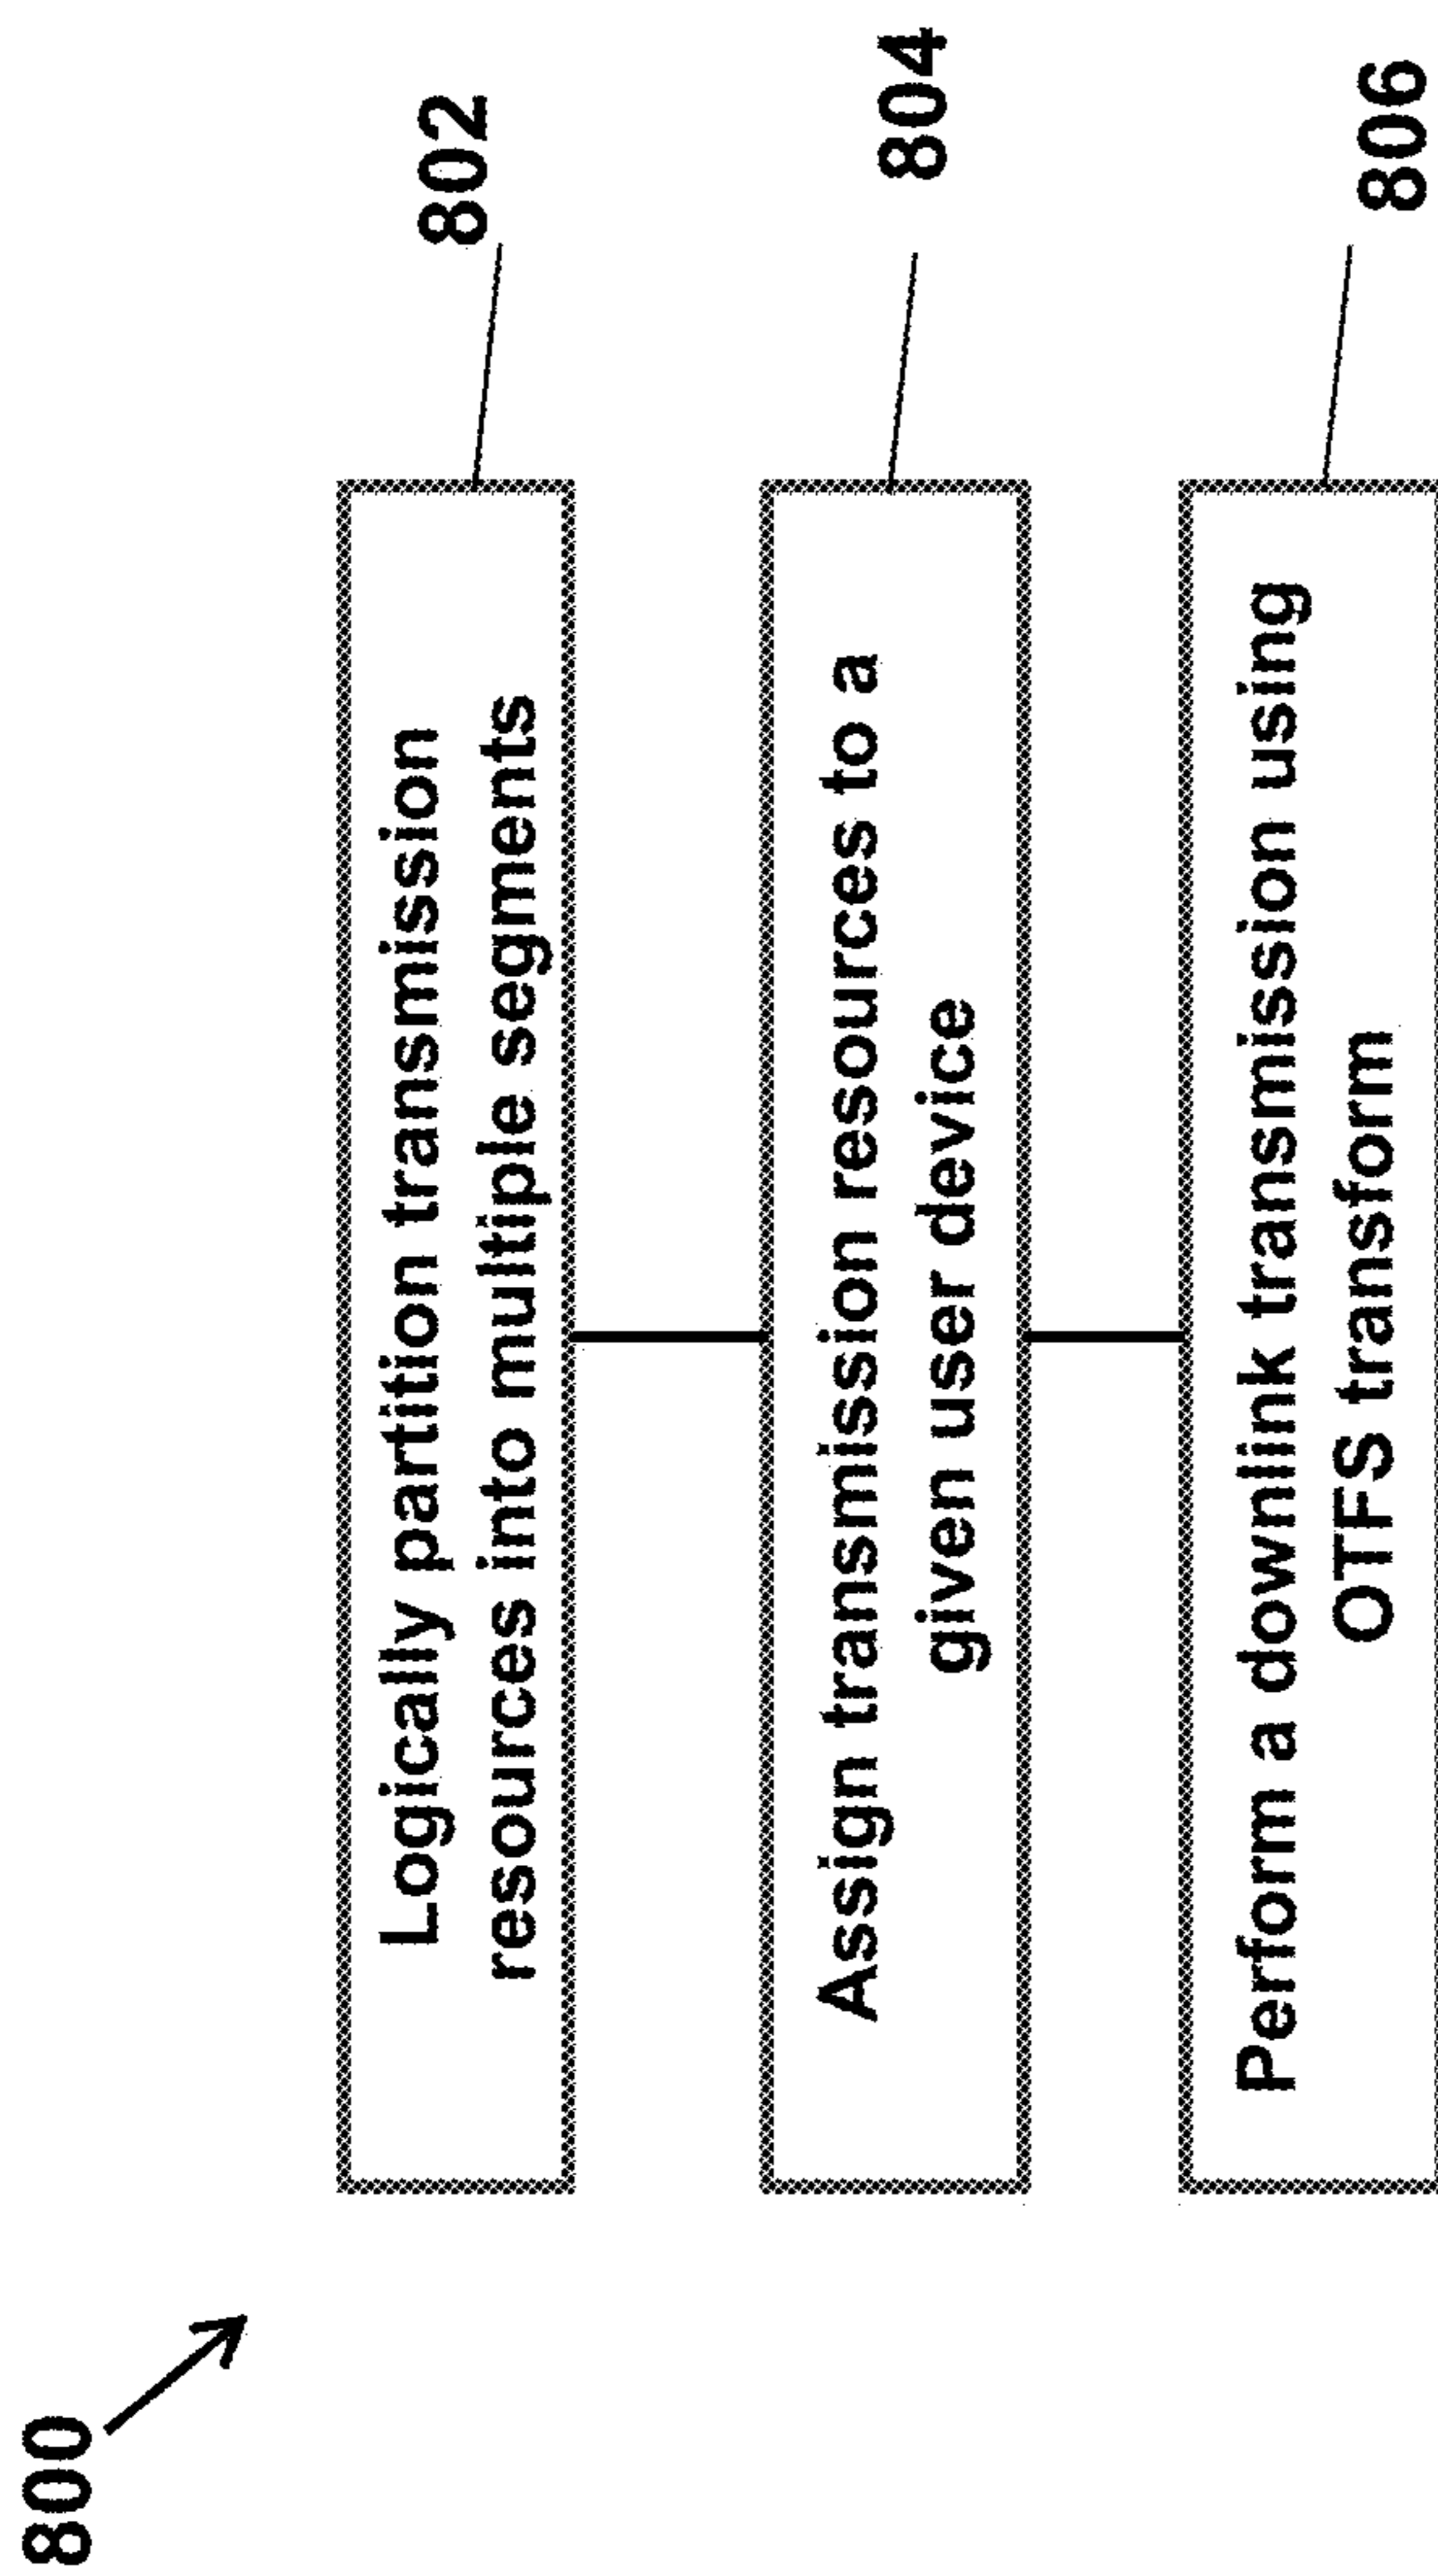 800
Logically partition transmission
resources into multiple segments
802
Assign transmission resources to a
given user device
804
Perform a downlink transmission using
OTFS transform
806